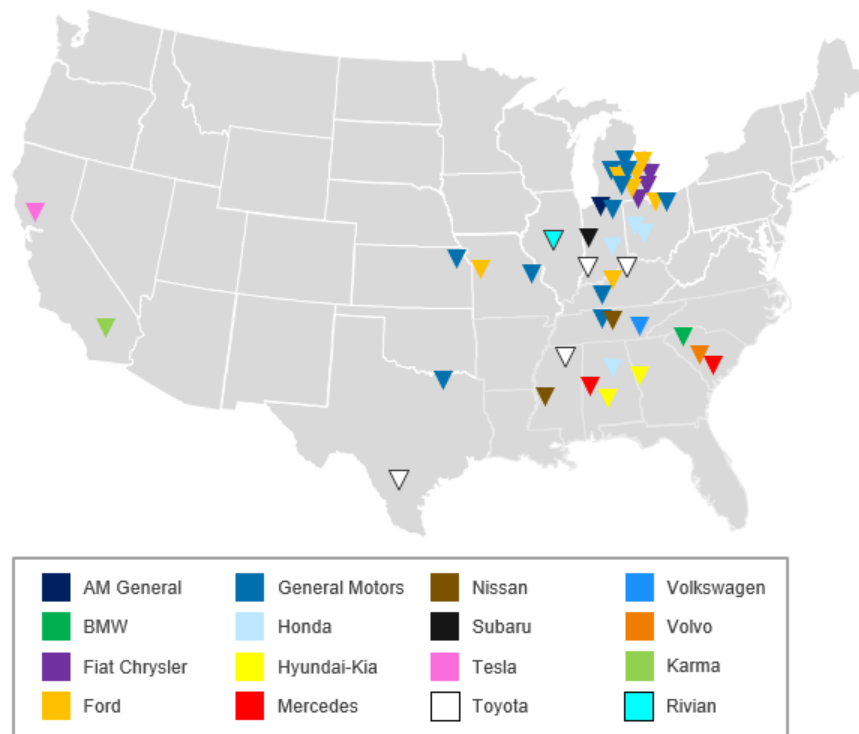 AM General General Motors Nissan Volkswagen
BMW Honda Subaru Volvo
Fiat Chrysler Hyundai-Kia Tesla Karma
Ford Mercedes Toyota Rivian